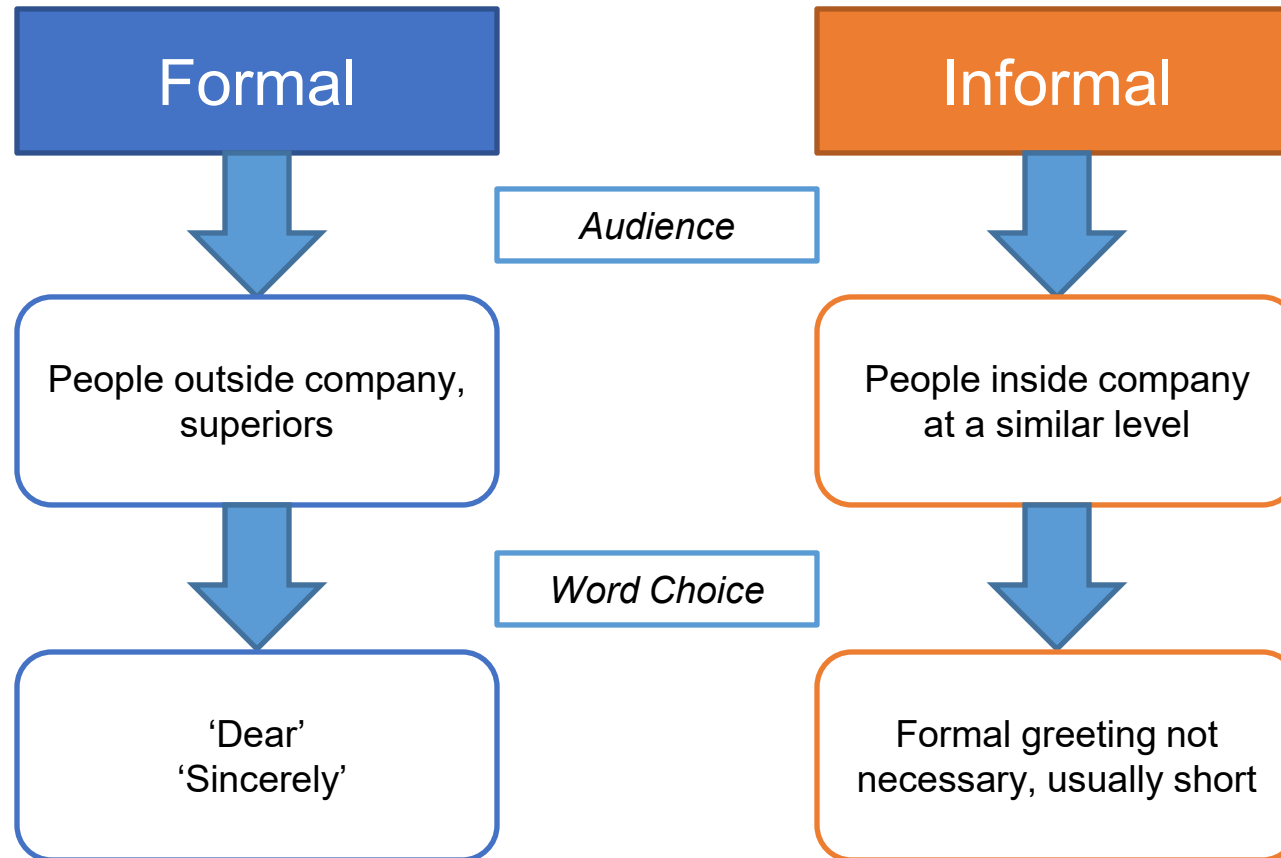 Formal
Informal
Audience
People outside company,
superiors
People inside company
at a similar level
Word Choice
‘Dear’
‘Sincerely’
Formal greeting not
necessary, usually short